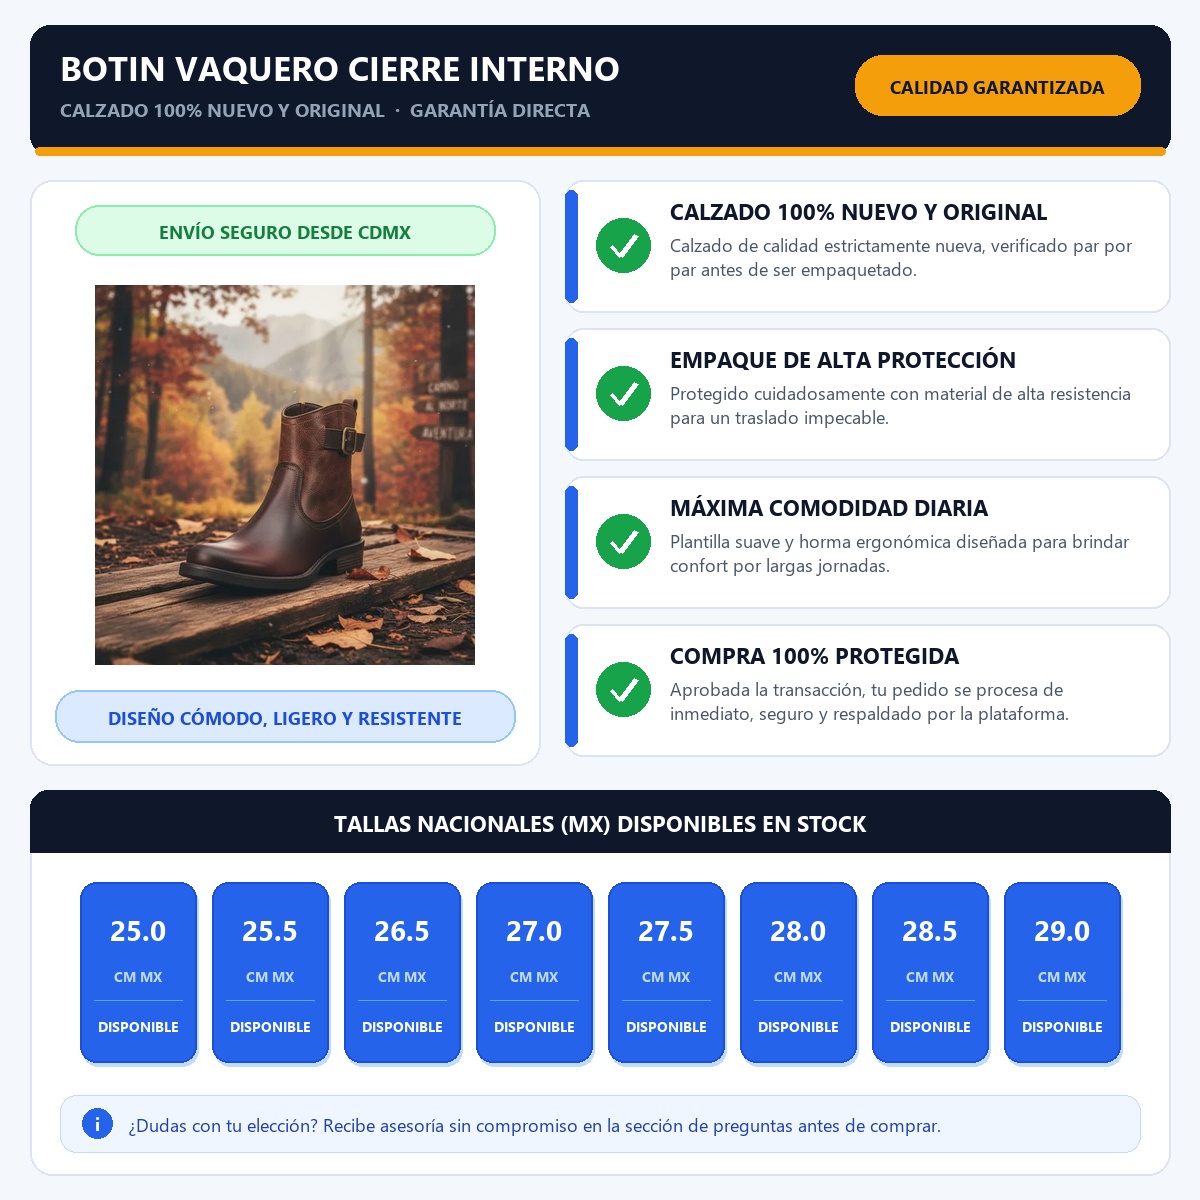 BOTIN VAQUERO CIERRE INTERNO
CALZADO 100% NUEVO Y ORIGINAL · GARANTÍA DIRECTA
CALIDAD GARANTIZADA
ENVÍO SEGURO DESDE CDMX
CAMINO
AL NORTE
AVENTURA
DISEÑO CÓMODO, LIGERO Y RESISTENTE
CALZADO 100% NUEVO Y ORIGINAL
Calzado de calidad estrictamente nueva, verificado par por
par antes de ser empaquetado.
EMPAQUE DE ALTA PROTECCIÓN
Protegido cuidadosamente con material de alta resistencia
para un traslado impecable.
MÁXIMA COMODIDAD DIARIA
Plantilla suave y horma ergonómica diseñada para brindar
confort por largas jornadas.
COMPRA 100% PROTEGIDA
Aprobada la transacción, tu pedido se procesa de
inmediato, seguro y respaldado por la plataforma.
TALLAS NACIONALES (MX) DISPONIBLES EN STOCK
25.0 25.5 26.5 27.0 27.5 28.0 28.5 29.0
CM MX CM MX CM MX CM MX CM MX CM MX CM MX CM MX
DISPONIBLE DISPONIBLE DISPONIBLE DISPONIBLE DISPONIBLE DISPONIBLE DISPONIBLE DISPONIBLE
¿Dudas con tu elección? Recibe asesoría sin compromiso en la sección de preguntas antes de comprar.